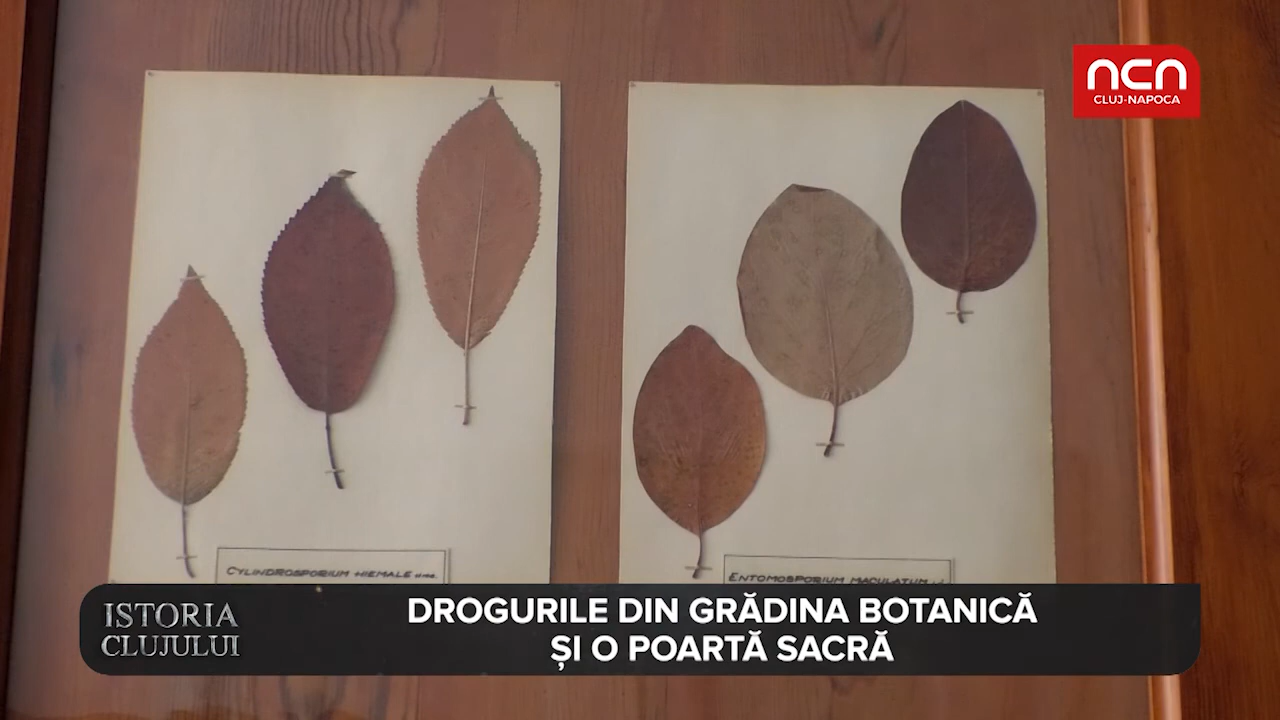 ncn
CLUJ-NAPOCA
CYLINDROSPORIUM HIEMALE
ENTOMOSPORIUM MACULATUM
ISTORIA
CLUJULUI
DROGURILE DIN GRĂDINA BOTANICĂ
ȘI O POARTĂ SACRĂ